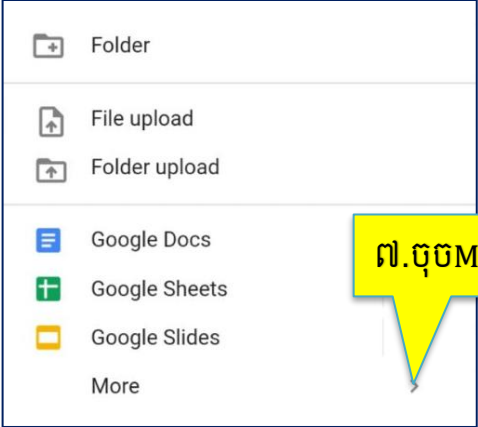 Folder
File upload
Folder upload
Google Docs
៧.ចុចM
Google Sheets
Google Slides
More